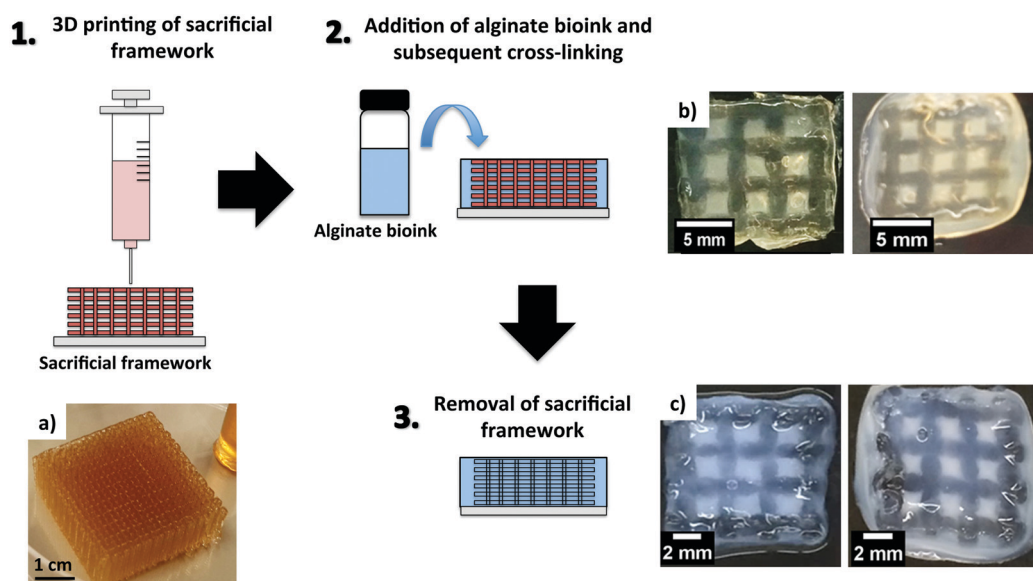 1. 3D printing of sacrificial
framework
Sacrificial framework
a)
1 cm
2. Addition of alginate bioink and
subsequent cross-linking
Alginate bioink
3. Removal of sacrificial
framework
b)
5 mm
5 mm
c)
2 mm
2 mm